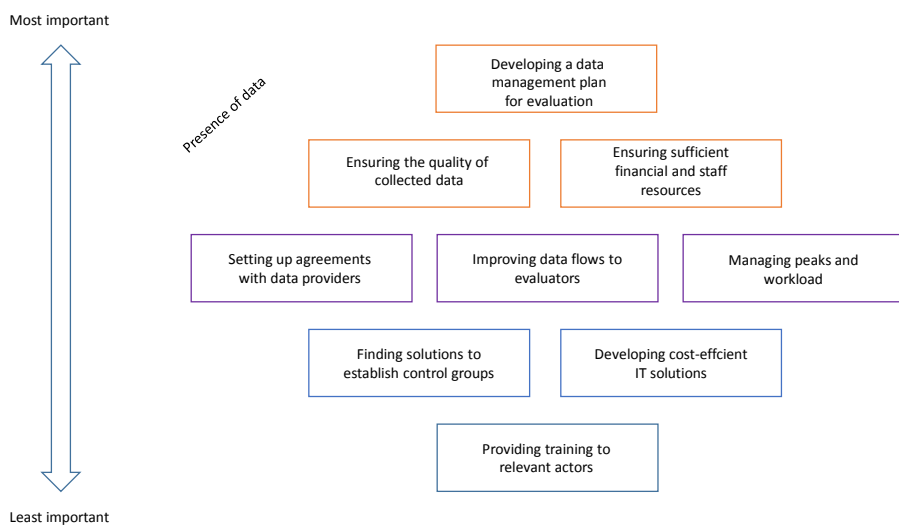 Most important
Developing a data
management plan
for evaluation
Presence of data
Ensuring the quality of
collected data
Ensuring sufficient
financial and staff
resources
Setting up agreements
with data providers
Improving data flows to
evaluators
Managing peaks and
workload
Finding solutions to
establish control groups
Developing cost-effcient
IT solutions
Providing training to
relevant actors
Least important